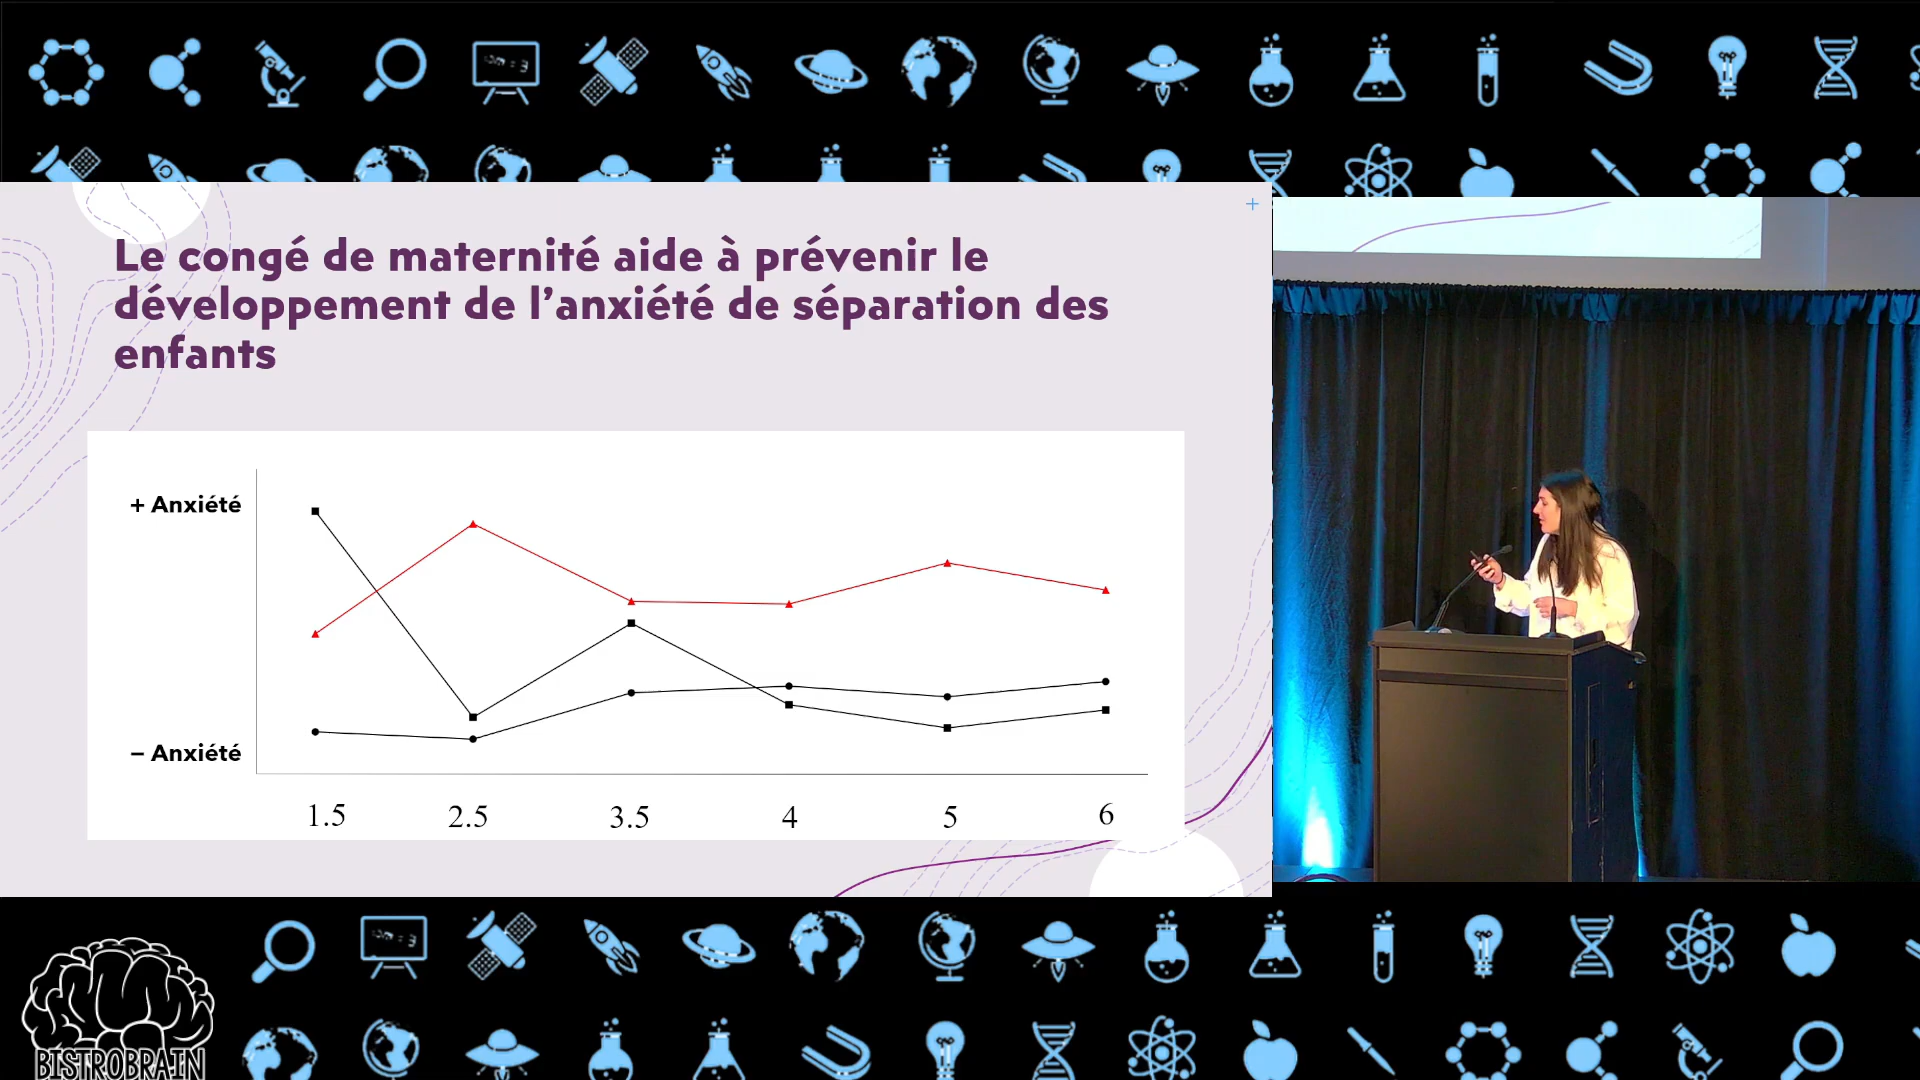 Le congé de maternité aide à prévenir le
développement de l’anxiété de séparation des
enfants
+ Anxiété
– Anxiété
1.5 2.5 3.5 4 5 6
BISTROBRAIN